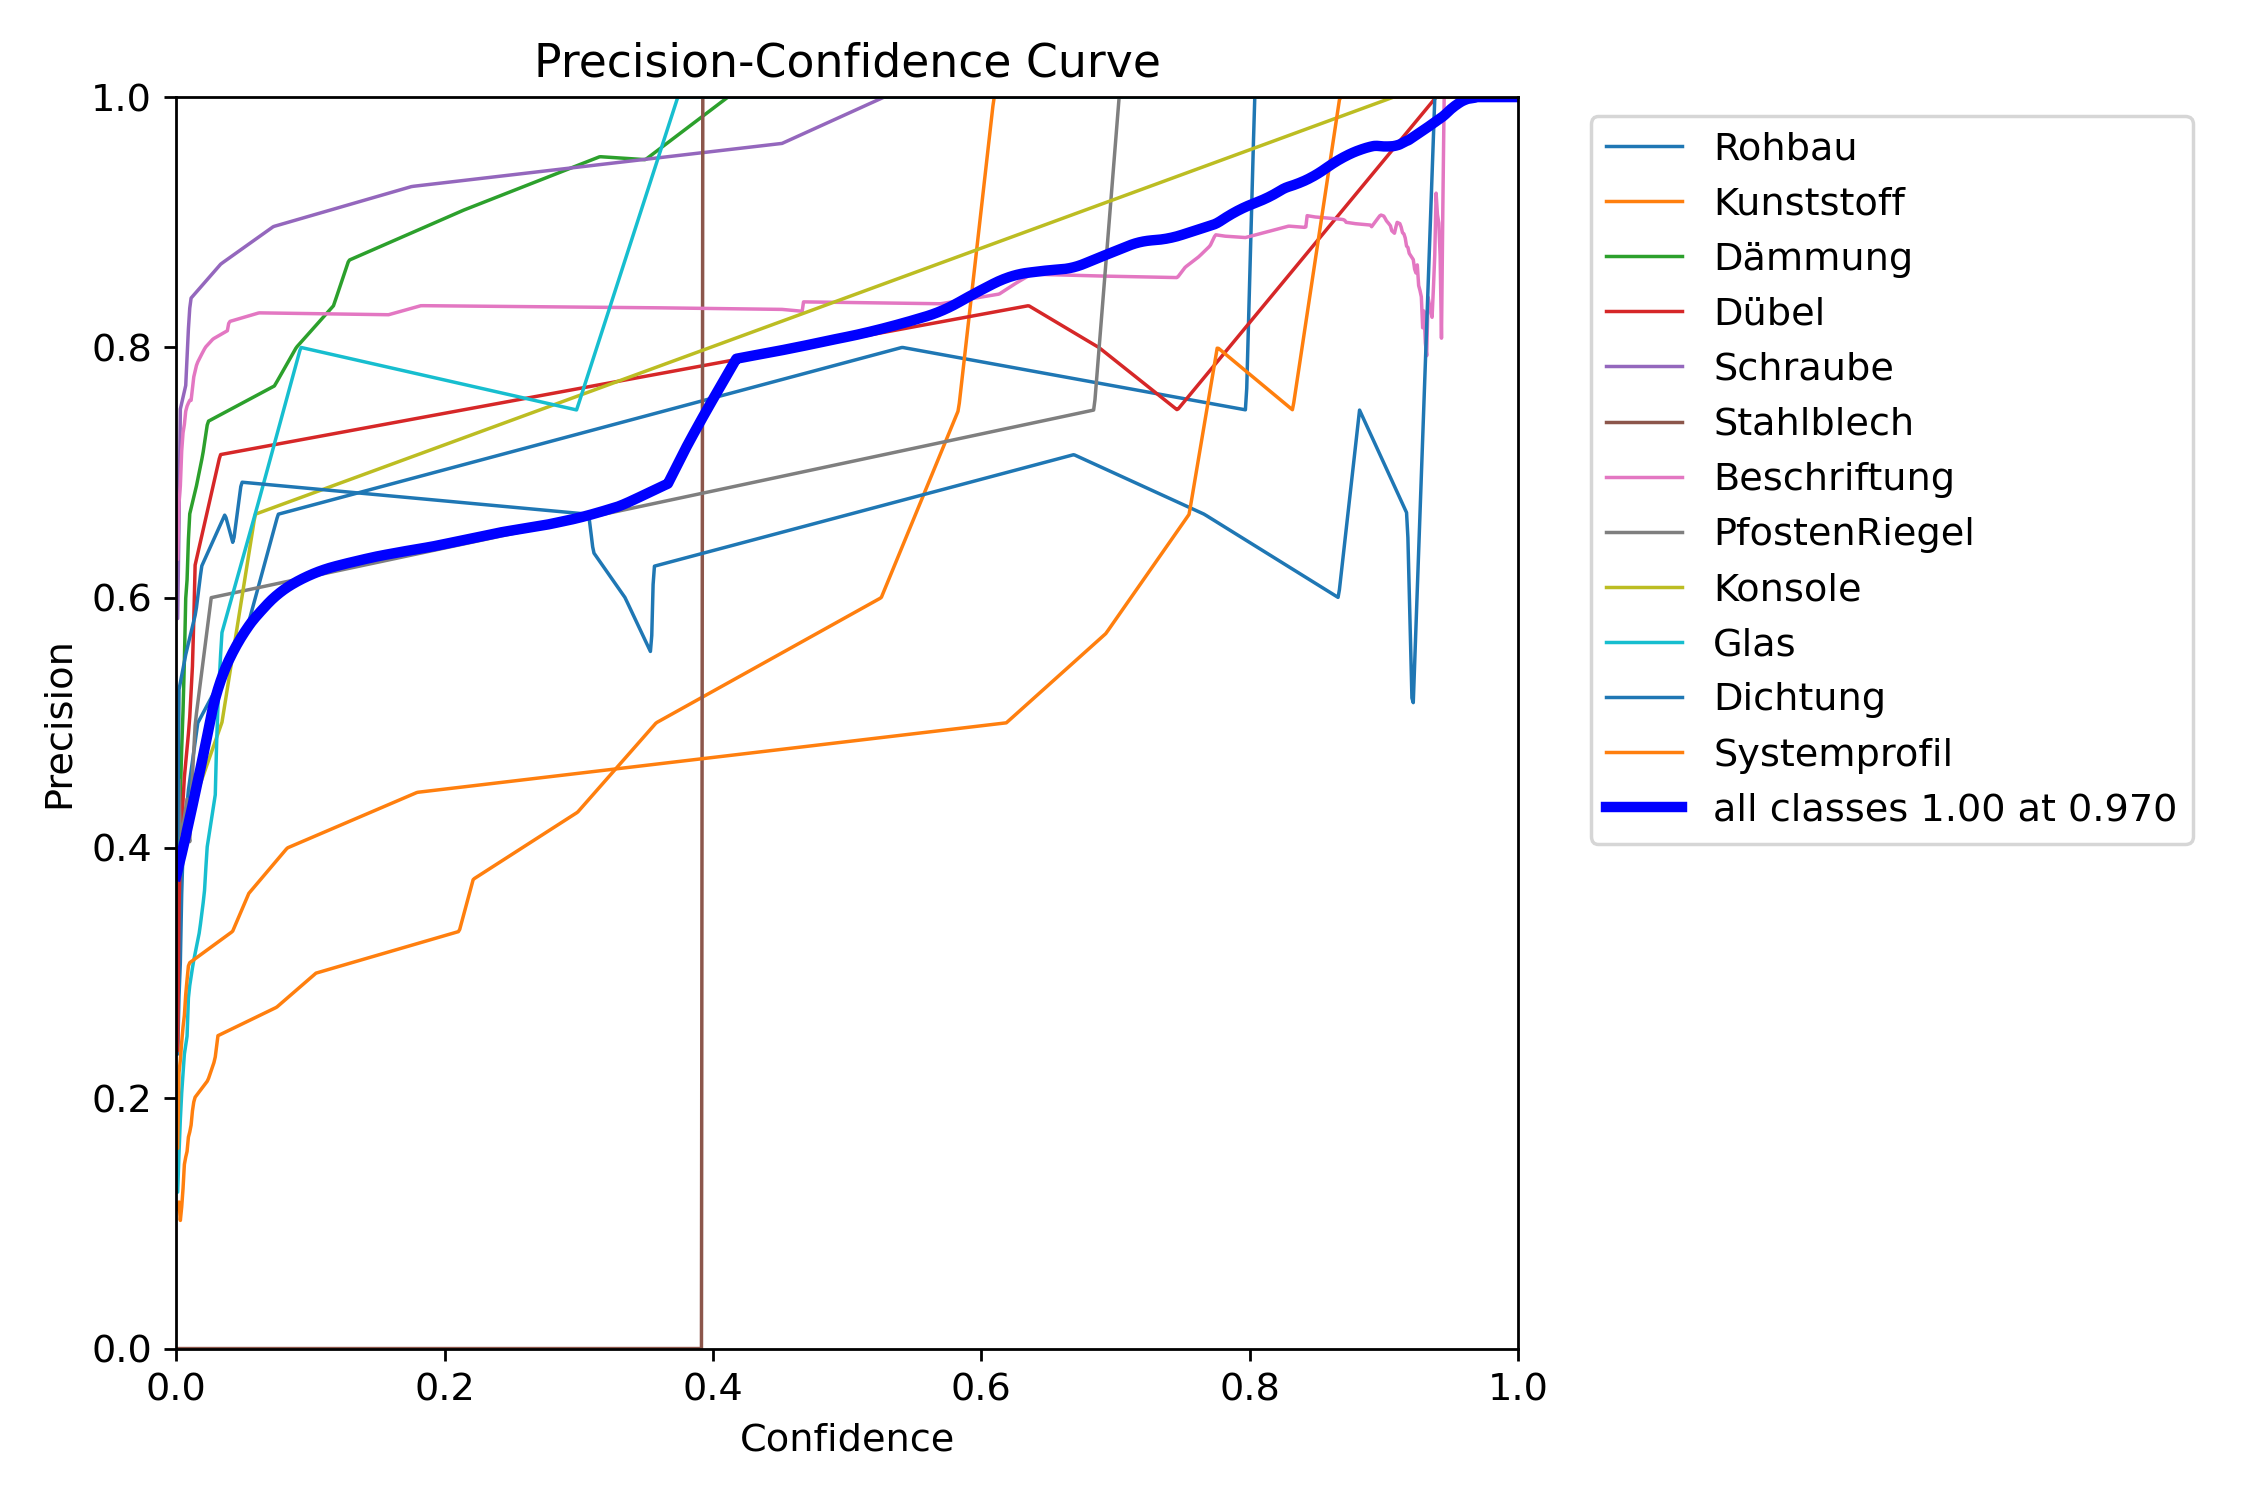 Precision-Confidence Curve
1.0
0.8
0.6
0.4
0.2
0.0
Precision
0.0 0.2 0.4 0.6 0.8 1.0
Confidence
Rohbau
Kunststoff
Dämmung
Dübel
Schraube
Stahlblech
Beschriftung
PfostenRiegel
Konsole
Glas
Dichtung
Systemprofil
all classes 1.00 at 0.970